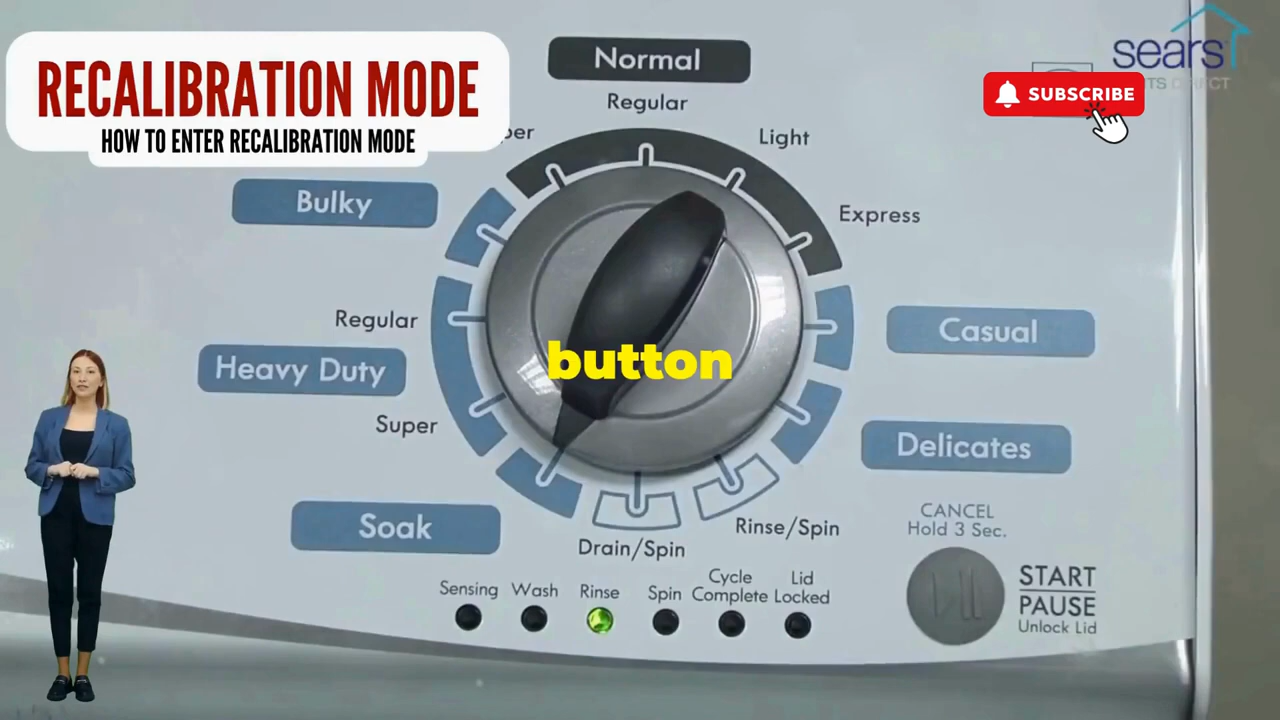 RECALIBRATION MODE
HOW TO ENTER RECALIBRATION MODE
sears
DIRECT
SUBSCRIBE
Normal
Regular
Light
Express
Bulky
Regular
Heavy Duty
Super
Soak
button
Casual
Delicates
Rinse/Spin
Drain/Spin
CANCEL
Hold 3 Sec.
START
PAUSE
Unlock Lid
Sensing
Wash
Rinse
Spin
Cycle
Complete
Lid
Locked